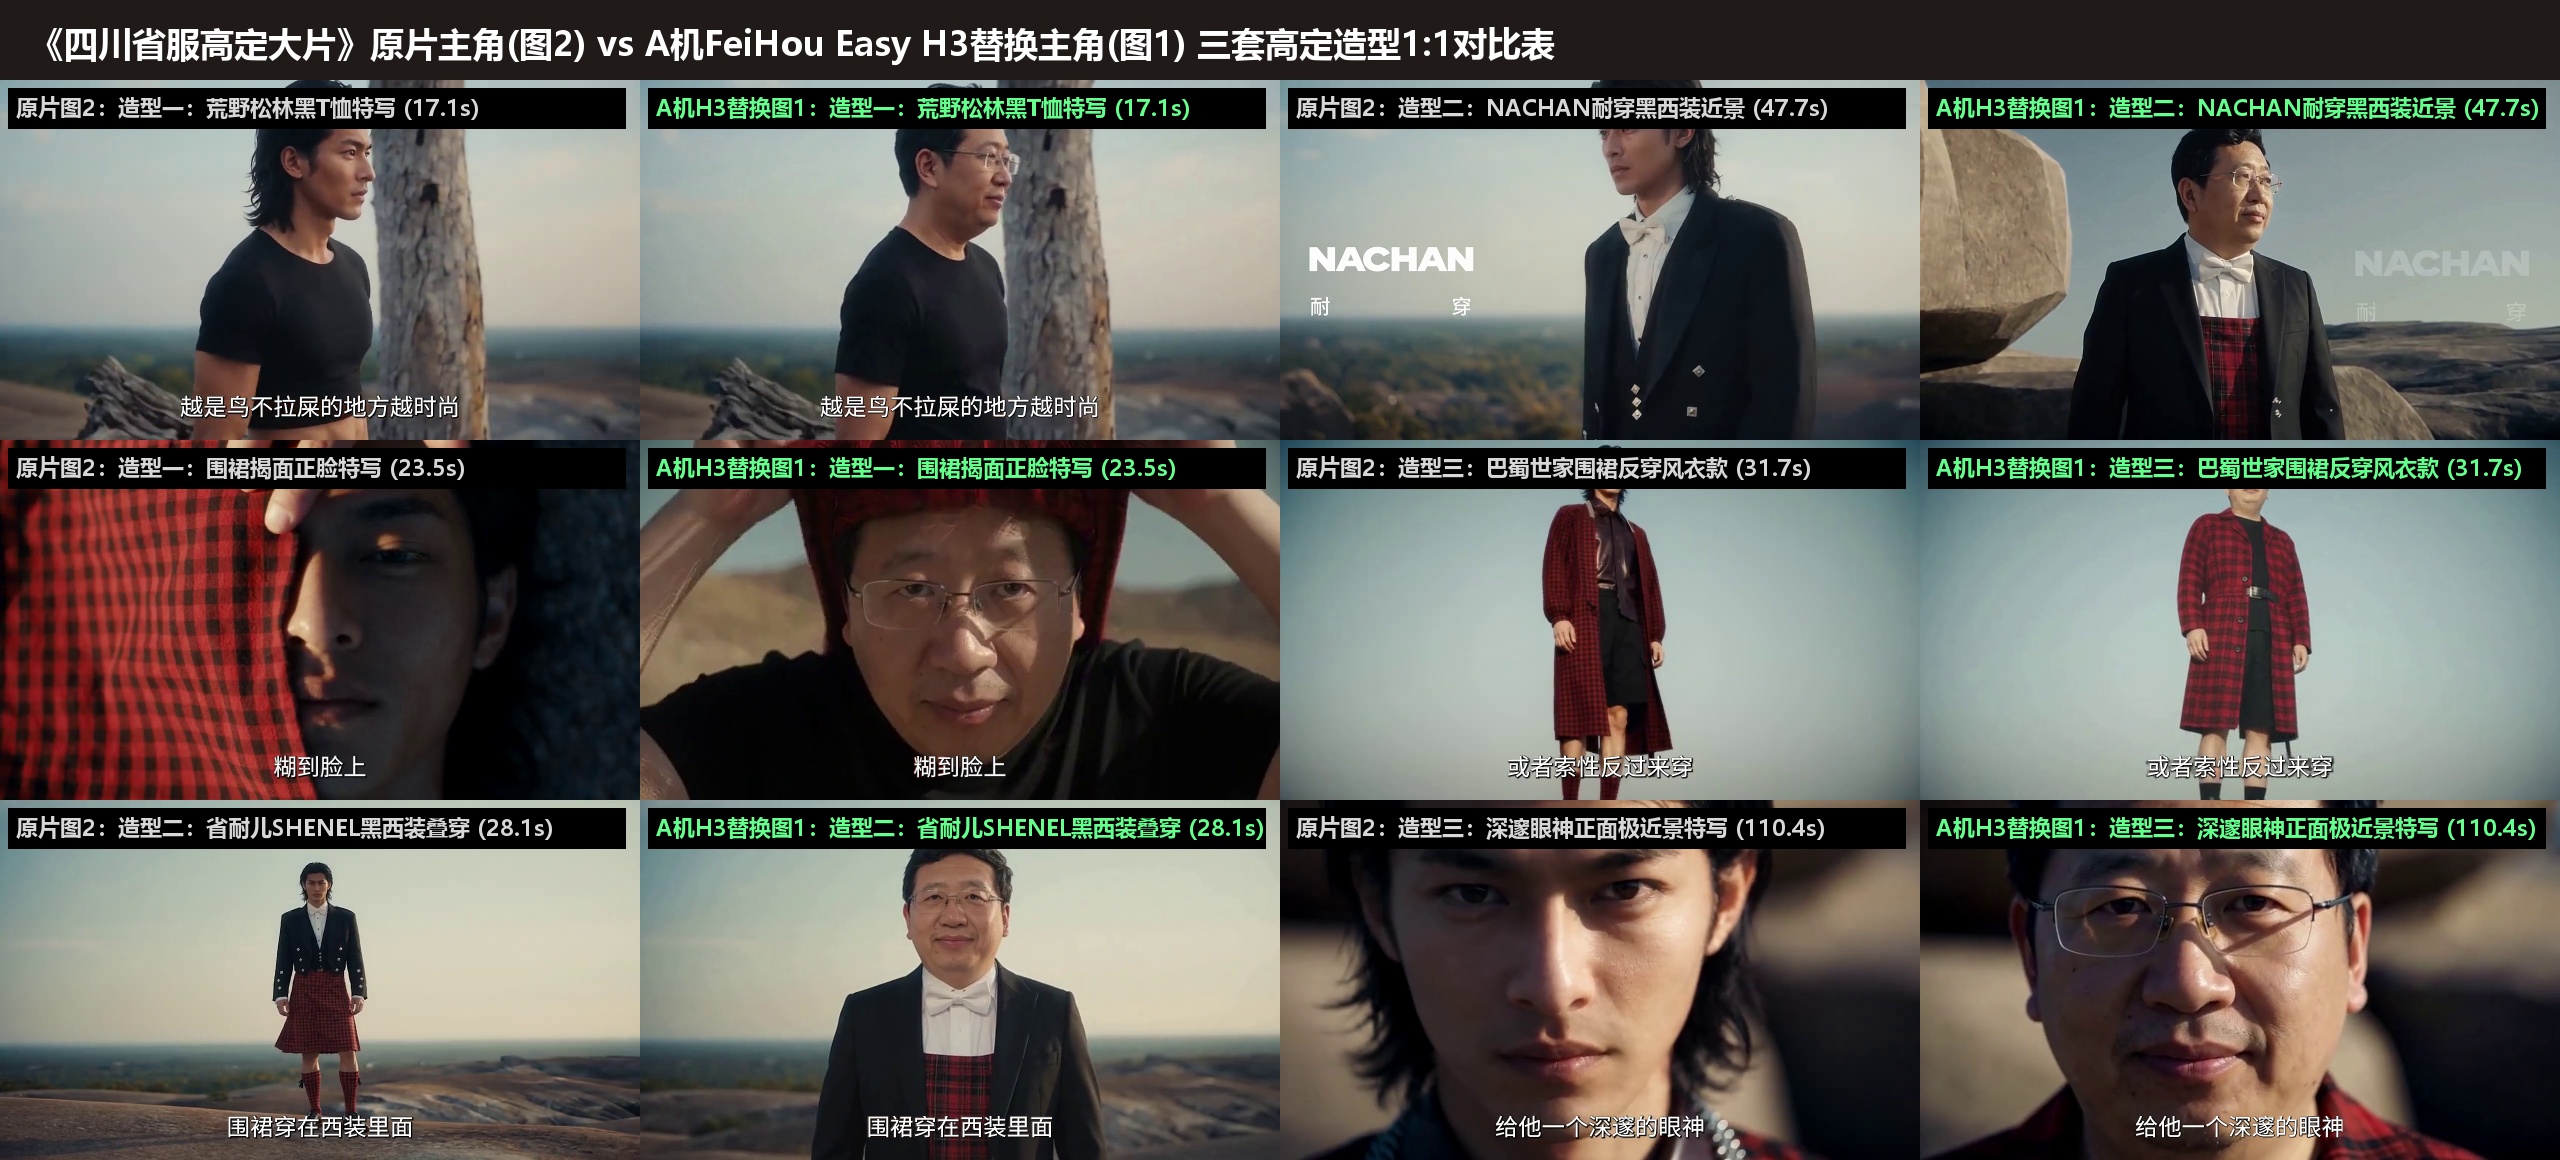 《四川省服高定大片》原片主角(图2) vs A机FeiHou Easy H3替换主角(图1) 三套高定造型1:1对比表
原片图2：造型一：荒野松林黑T恤特写 (17.1s)
越是鸟不拉屎的地方越时尚
A机H3替换图1：造型一：荒野松林黑T恤特写 (17.1s)
越是鸟不拉屎的地方越时尚
原片图2：造型二：NACHAN耐穿黑西装近景 (47.7s)
NACHAN
耐 穿
A机H3替换图1：造型二：NACHAN耐穿黑西装近景 (47.7s)
NACHAN
耐 穿
原片图2：造型一：围裙揭面正脸特写 (23.5s)
糊到脸上
A机H3替换图1：造型一：围裙揭面正脸特写 (23.5s)
糊到脸上
原片图2：造型三：巴蜀世家围裙反穿风衣款 (31.7s)
或者索性反过来穿
A机H3替换图1：造型三：巴蜀世家围裙反穿风衣款 (31.7s)
或者索性反过来穿
原片图2：造型二：省耐儿SHENEL黑西装叠穿 (28.1s)
围裙穿在西装里面
A机H3替换图1：造型二：省耐儿SHENEL黑西装叠穿 (28.1s)
围裙穿在西装里面
原片图2：造型三：深邃眼神正面极近景特写 (110.4s)
给他一个深邃的眼神
A机H3替换图1：造型三：深邃眼神正面极近景特写 (110.4s)
给他一个深邃的眼神